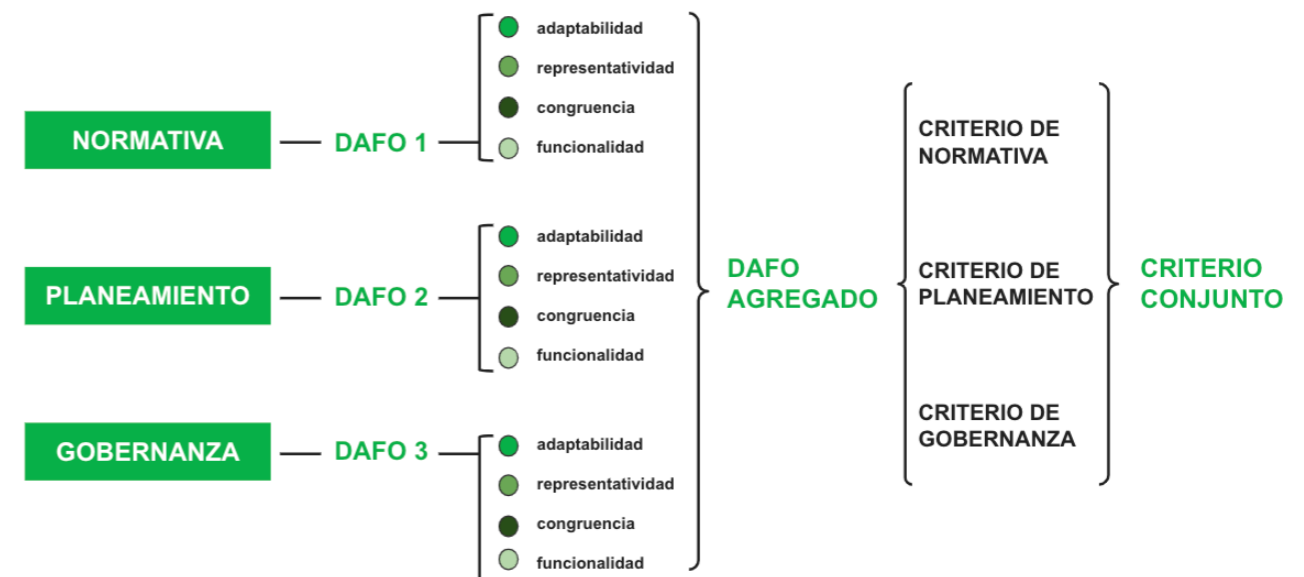 NORMATIVA
DAFO 1
adaptabilidad
representatividad
congruencia
funcionalidad
PLANEAMIENTO
DAFO 2
adaptabilidad
representatividad
congruencia
funcionalidad
GOBERNANZA
DAFO 3
adaptabilidad
representatividad
congruencia
funcionalidad
DAFO
AGREGADO
CRITERIO DE
NORMATIVA
CRITERIO DE
PLANEAMIENTO
CRITERIO DE
GOBERNANZA
CRITERIO
CONJUNTO